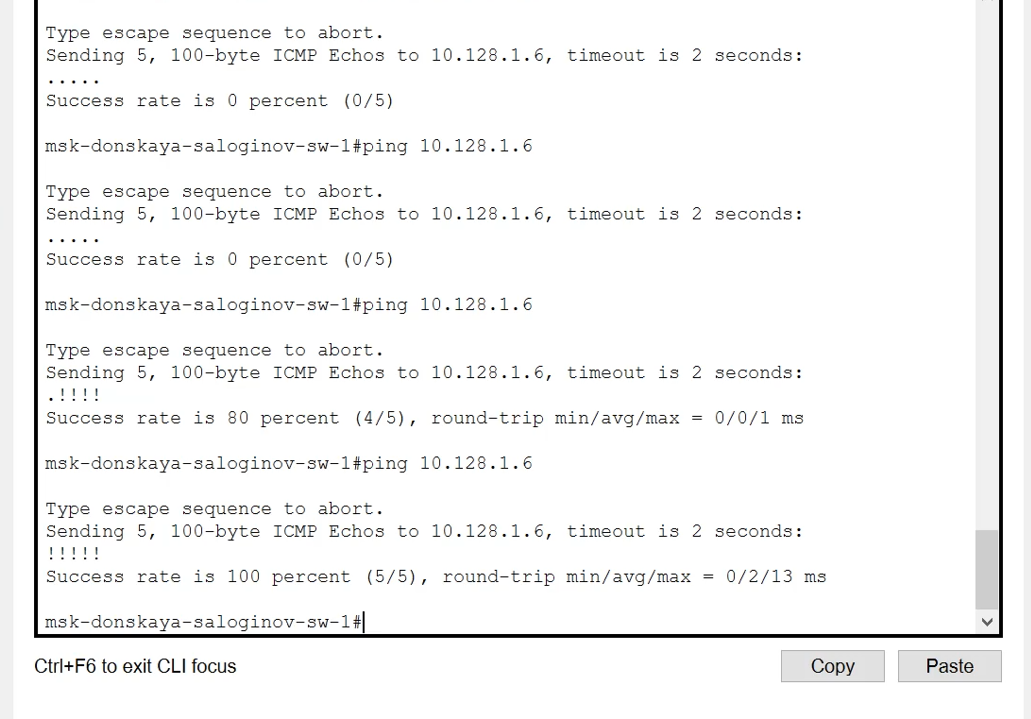 Type escape sequence to abort.
Sending 5, 100-byte ICMP Echos to 10.128.1.6, timeout is 2 seconds:
.....
Success rate is 0 percent (0/5)
msk-donskaya-saloginov-sw-1#ping 10.128.1.6
Type escape sequence to abort.
Sending 5, 100-byte ICMP Echos to 10.128.1.6, timeout is 2 seconds:
.....
Success rate is 0 percent (0/5)
msk-donskaya-saloginov-sw-1#ping 10.128.1.6
Type escape sequence to abort.
Sending 5, 100-byte ICMP Echos to 10.128.1.6, timeout is 2 seconds:
.!!!!
Success rate is 80 percent (4/5), round-trip min/avg/max = 0/0/1 ms
msk-donskaya-saloginov-sw-1#ping 10.128.1.6
Type escape sequence to abort.
Sending 5, 100-byte ICMP Echos to 10.128.1.6, timeout is 2 seconds:
!!!!!
Success rate is 100 percent (5/5), round-trip min/avg/max = 0/2/13 ms
msk-donskaya-saloginov-sw-1#
Ctrl+F6 to exit CLI focus
Copy
Paste